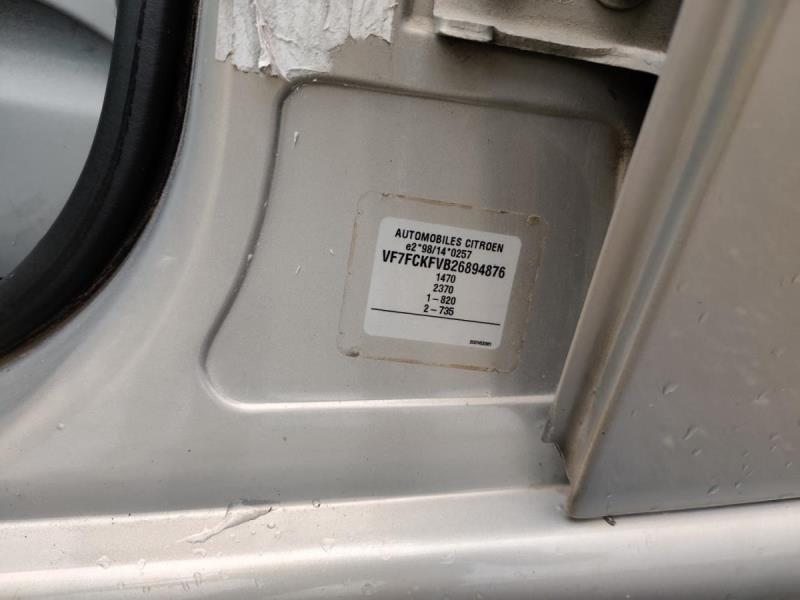 AUTOMOBILES CITROEN
e2*98/14*0257
VF7FCKFVB26894876
1470
2370
1-820
2-735